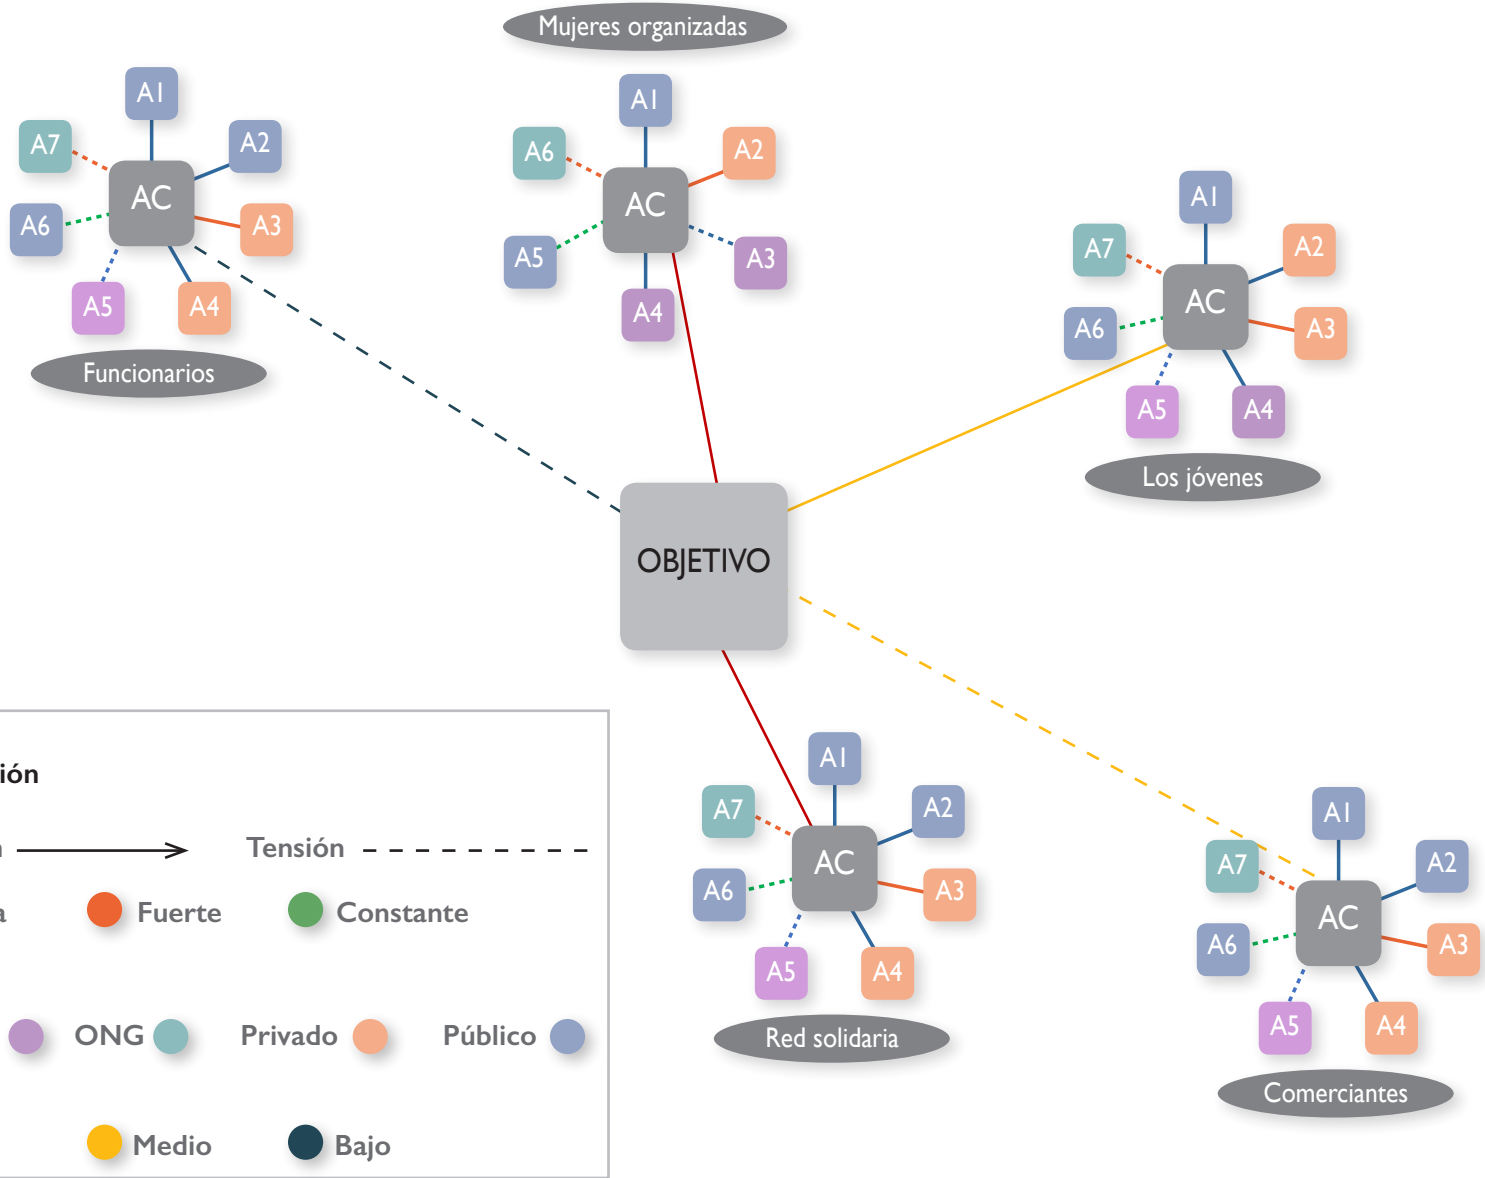 Mujeres organizadas
A1
A2
A3
A4
A5
A6
AC
A1
A2
A3
A4
A5
A6
A7
AC
Funcionarios
A1
A2
A3
A4
A5
A6
A7
AC
Los jóvenes
OBJETIVO
A1
A2
A3
A4
A5
A6
A7
AC
Red solidaria
A1
A2
A3
A4
A5
A6
A7
AC
Comerciantes
ión
Tensión
a
Fuerte
Constante
ONG
Privado
Público
Medio
Bajo